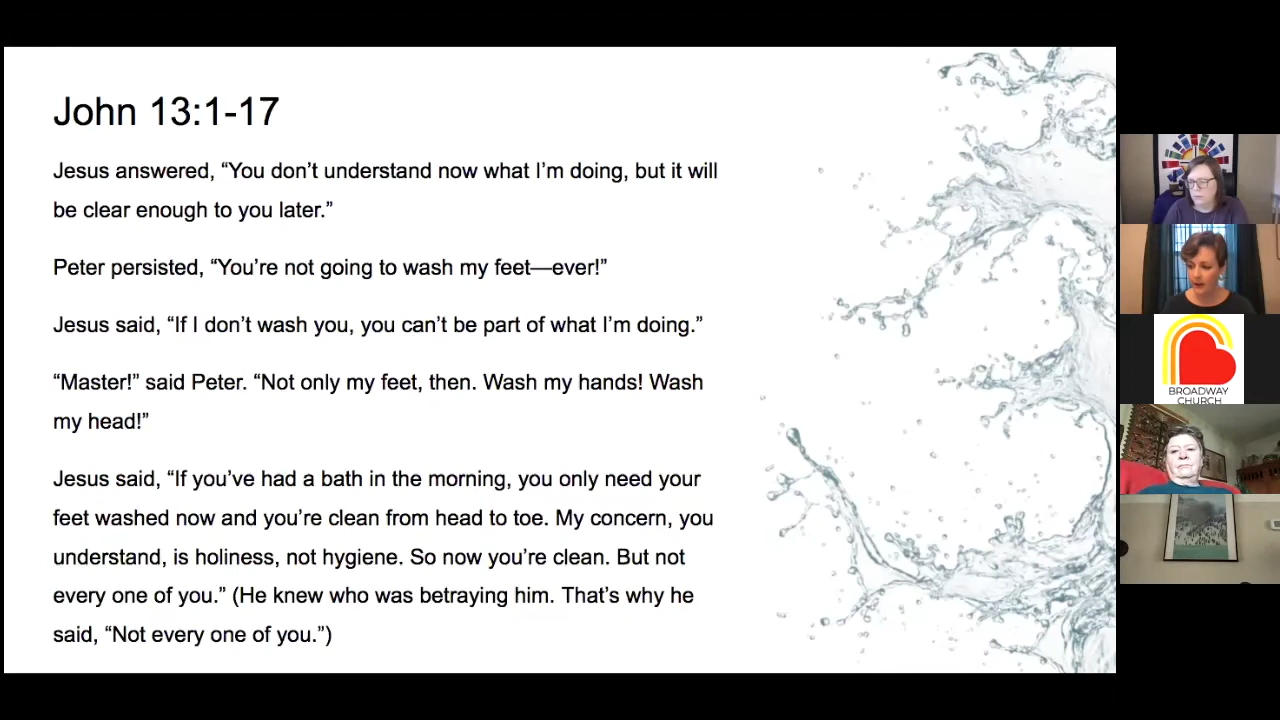 John 13:1-17
Jesus answered, “You don’t understand now what I’m doing, but it will
be clear enough to you later.”
Peter persisted, “You’re not going to wash my feet—ever!”
Jesus said, “If I don’t wash you, you can’t be part of what I’m doing.”
“Master!” said Peter. “Not only my feet, then. Wash my hands! Wash
my head!”
Jesus said, “If you’ve had a bath in the morning, you only need your
feet washed now and you’re clean from head to toe. My concern, you
understand, is holiness, not hygiene. So now you’re clean. But not
every one of you.” (He knew who was betraying him. That’s why he
said, “Not every one of you.”)
BROADWAY
CHURCH